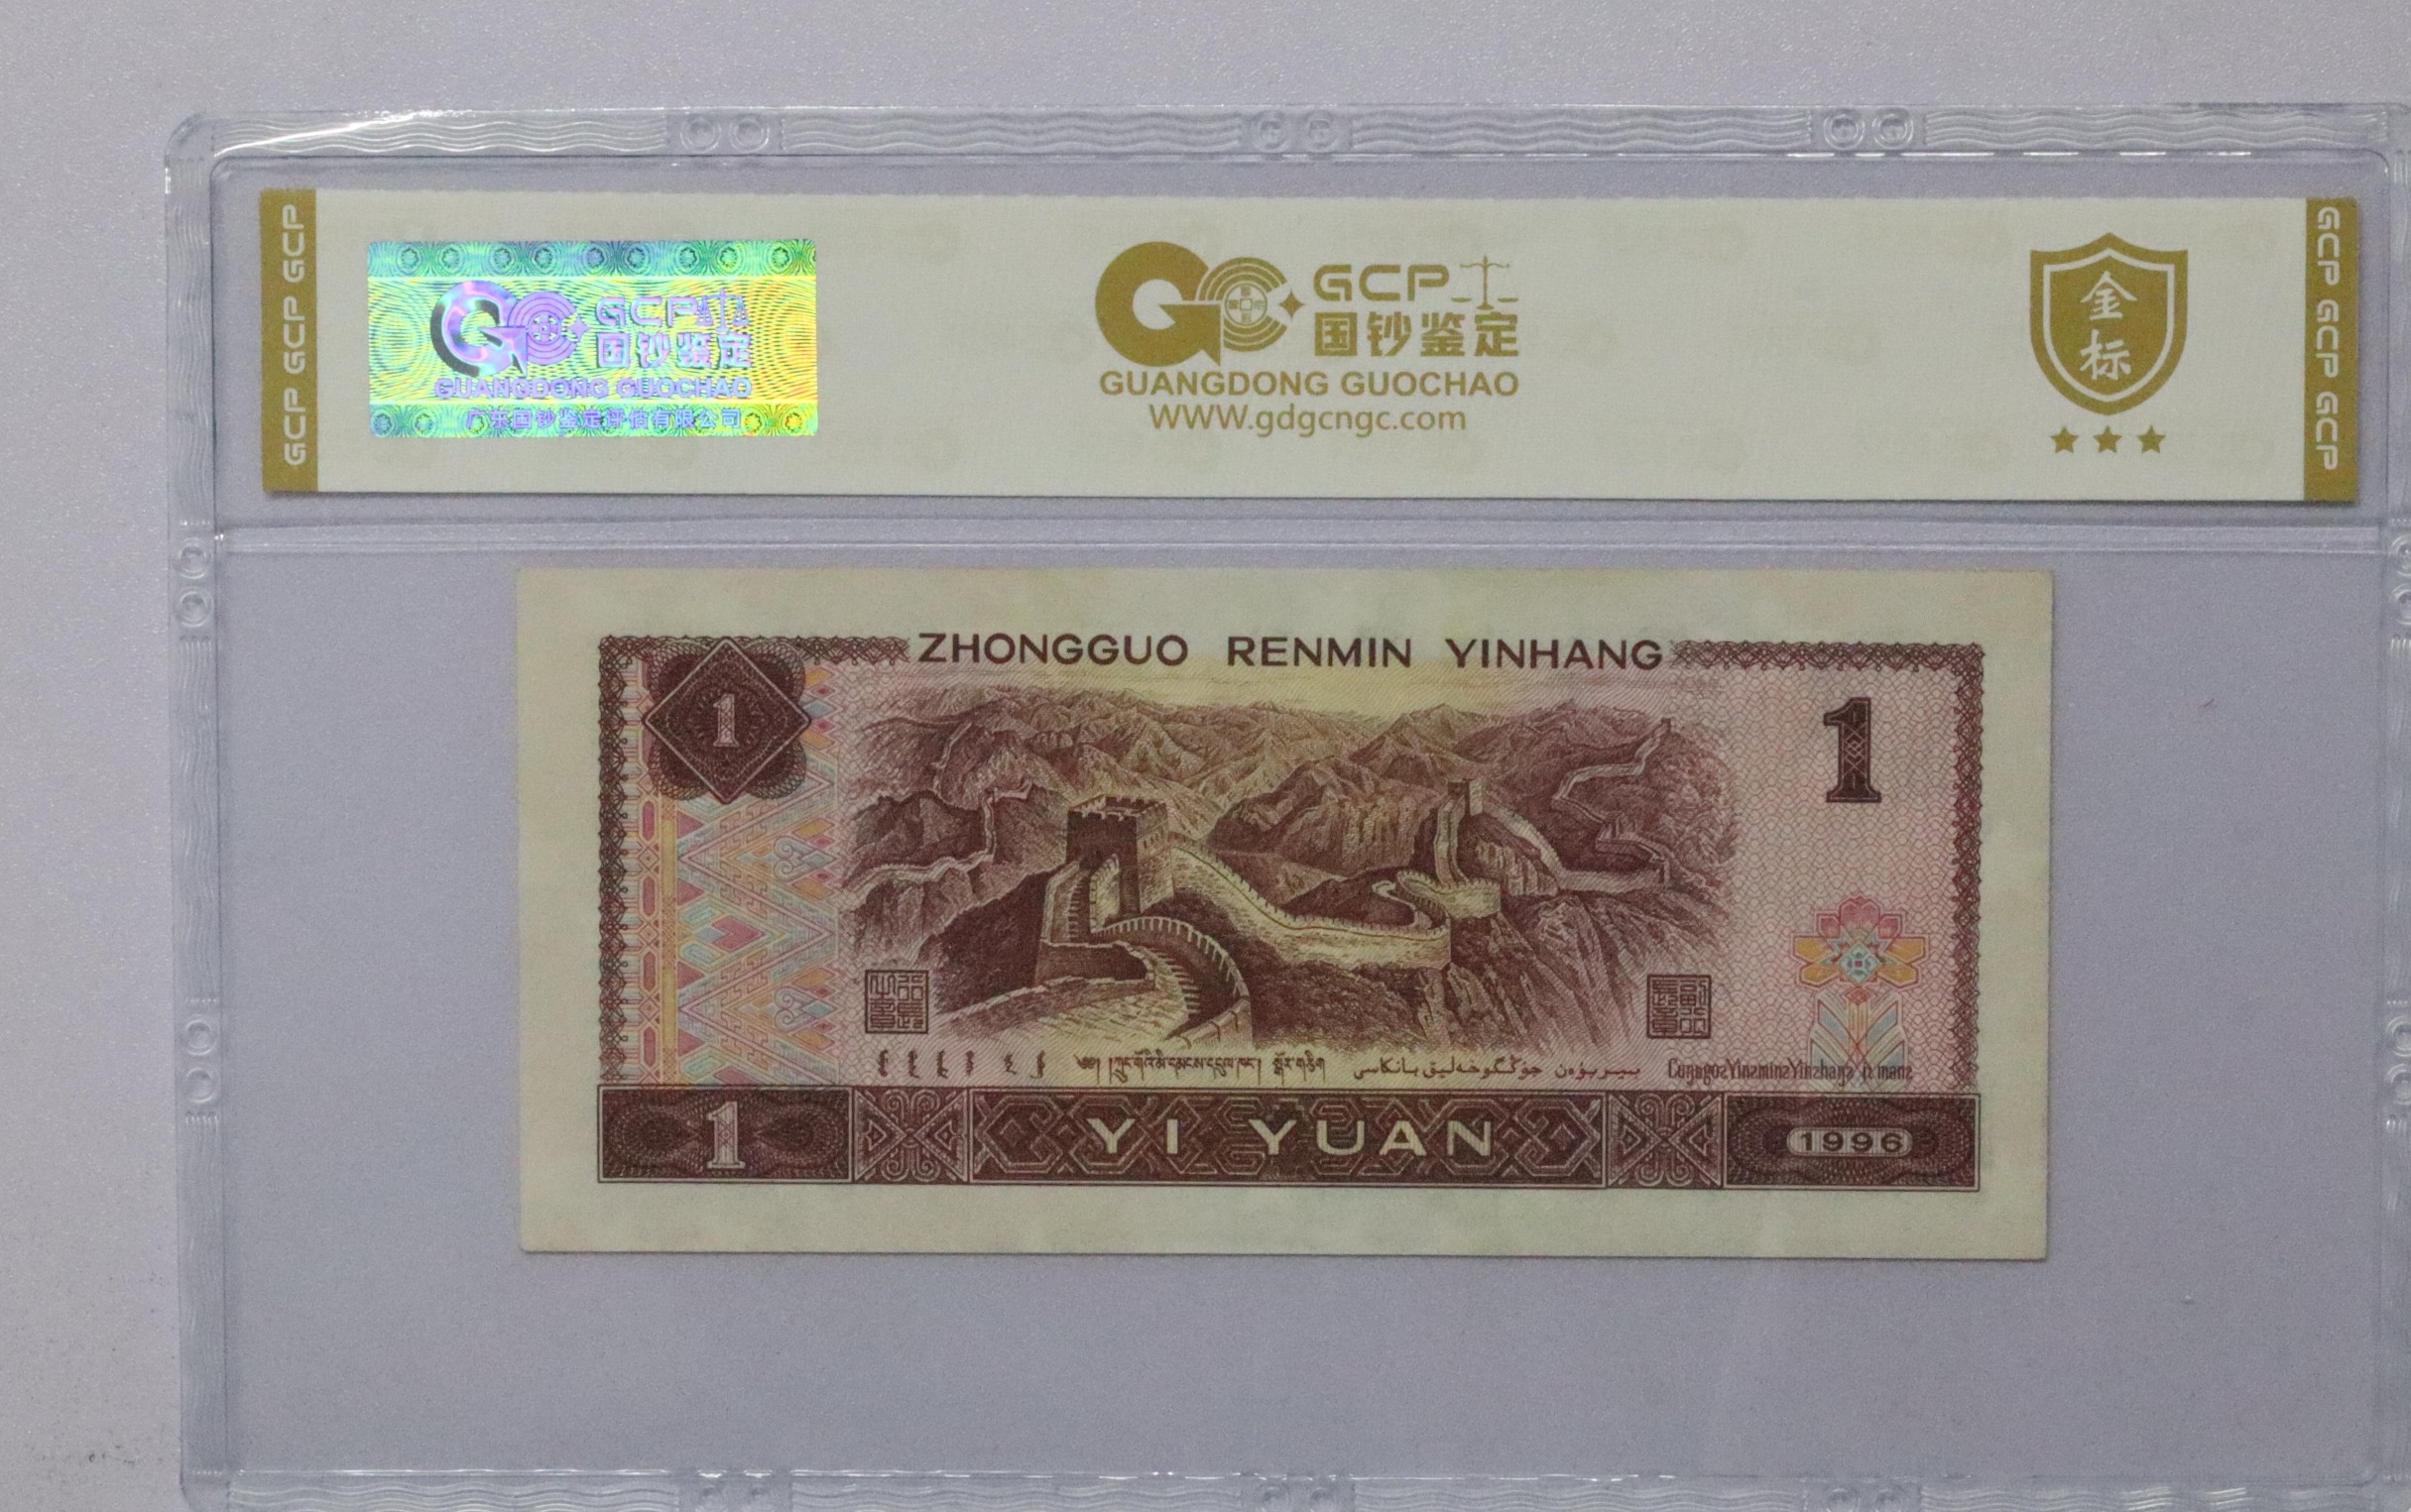 GCP GCP GCP
GCP
国钞鉴定
GUANGDONG GUOCHAO
广东国钞鉴定评估有限公司
GCP
国钞鉴定
GUANGDONG GUOCHAO
WWW.gdgcngc.com
金
标
GCP GCP GCP
ZHONGGUO RENMIN YINHANG
1
1
1
YI YUAN
1996